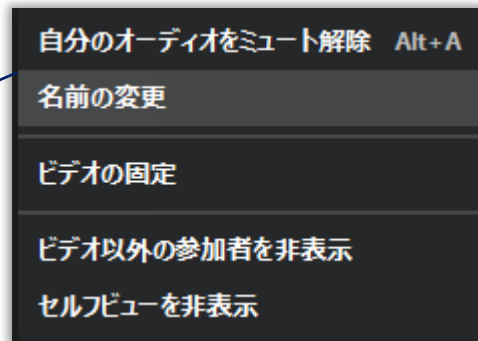 自分のオーディオをミュート解除 Alt+A
名前の変更
ビデオの固定
ビデオ以外の参加者を非表示
セルフビューを非表示